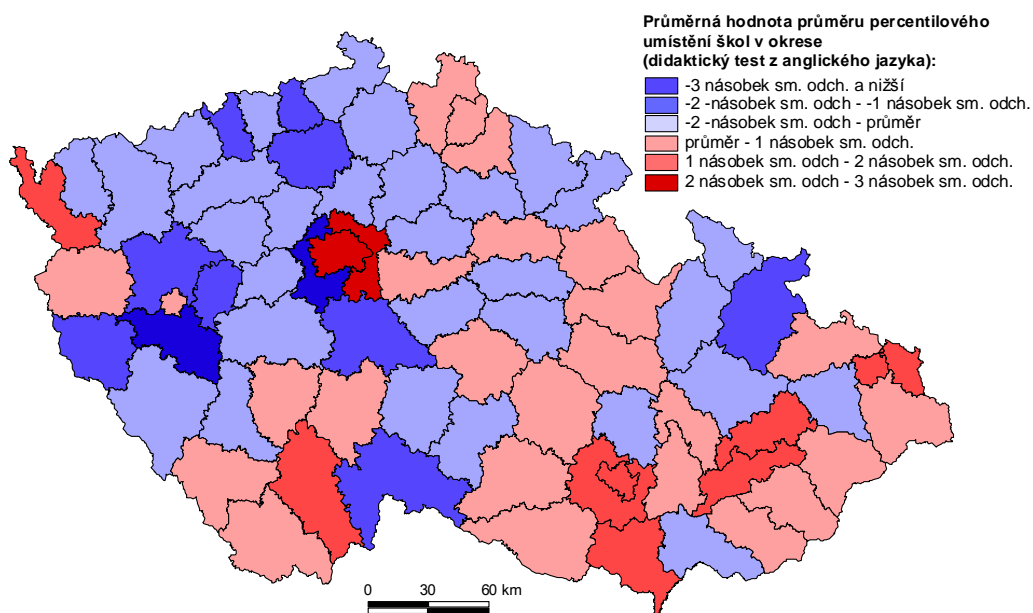 Průměrná hodnota průměru percentilového
umístění škol v okrese
(didaktický test z anglického jazyka):
-3 násobek sm. odch. a nižší
-2 -násobek sm. odch - -1 násobek sm. odch.
-2 -násobek sm. odch - průměr
průměr - 1 násobek sm. odch.
1 násobek sm. odch - 2 násobek sm. odch.
2 násobek sm. odch - 3 násobek sm. odch.
0 30 60 km